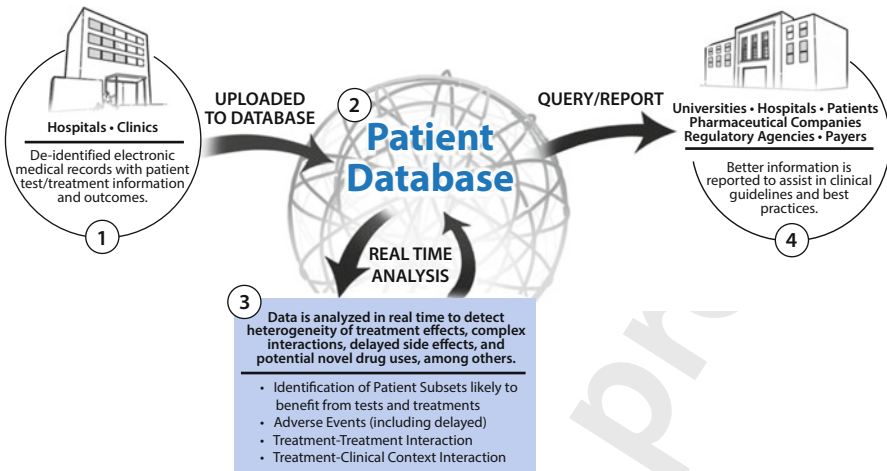 Hospitals • Clinics
De-identified electronic
medical records with patient
test/treatment information
and outcomes.
1
UPLOADED
TO DATABASE
2
Patient
Database
QUERY/REPORT
Universities • Hospitals • Patients
Pharmaceutical Companies
Regulatory Agencies • Payers
Better information is
reported to assist in clinical
guidelines and best
practices.
4
REAL TIME
ANALYSIS
3
Data is analyzed in real time to detect
heterogeneity of treatment effects, complex
interactions, delayed side effects, and
potential novel drug uses, among others.
• Identification of Patient Subsets likely to
benefit from tests and treatments
• Adverse Events (including delayed)
• Treatment-Treatment Interaction
• Treatment-Clinical Context Interaction